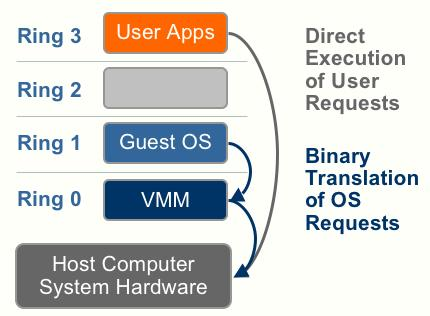 Ring 3
User Apps
Direct
Execution
of User
Requests
Ring 2
Ring 1
Guest OS
Binary
Translation
of OS
Requests
Ring 0
VMM
Host Computer
System Hardware